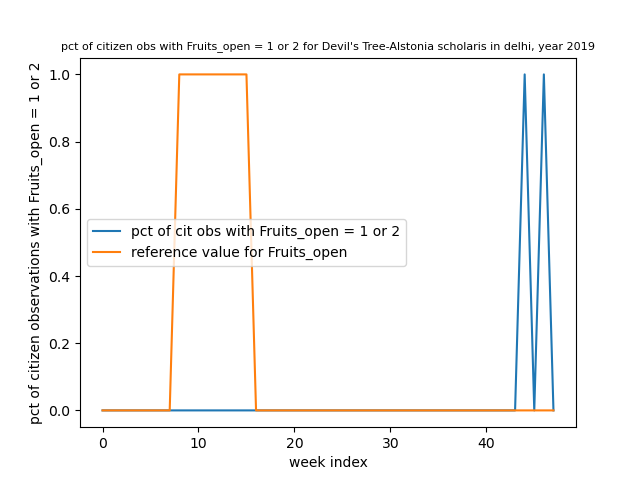 pct of citizen obs with Fruits_open = 1 or 2 for Devil's Tree-Alstonia scholaris in delhi, year 2019
pct of citizen observations with Fruits_open = 1 or 2
1.0
0.8
0.6
0.4
0.2
0.0
pct of cit obs with Fruits_open = 1 or 2
reference value for Fruits_open
0 10 20 30 40
week index